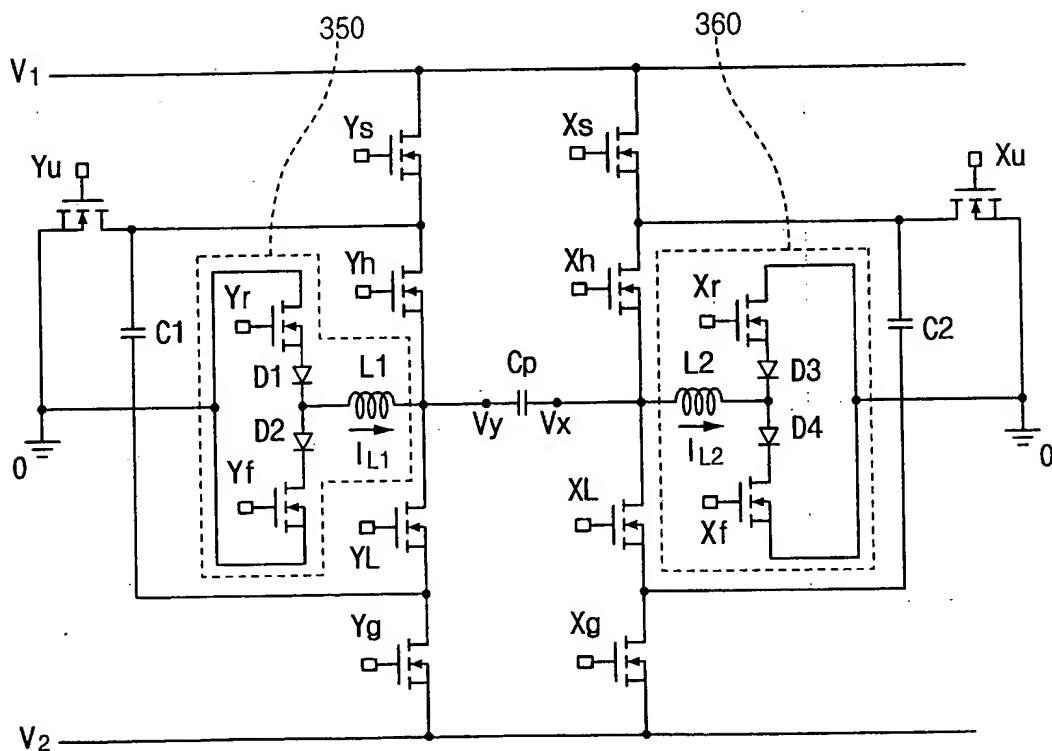 350
360
V1
Ys
Xs
Yu
Xu
Yh
Xh
Yr
Xr
C1
C2
D1
L1
Cp
L2
D3
D2
Vy
Vx
D4
IL1
IL2
0
0
Yf
XL
Xf
YL
Yg
Xg
V2